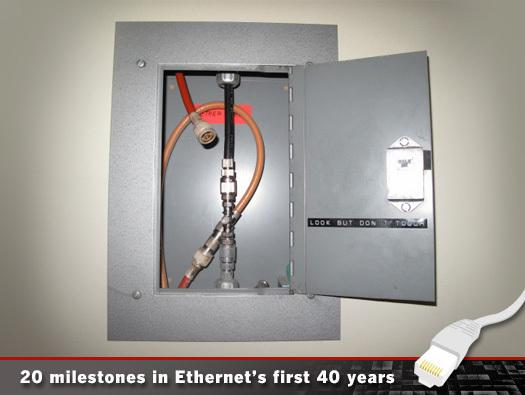 LOOK BUT DON'T TOUCH
20 milestones in Ethernet's first 40 years